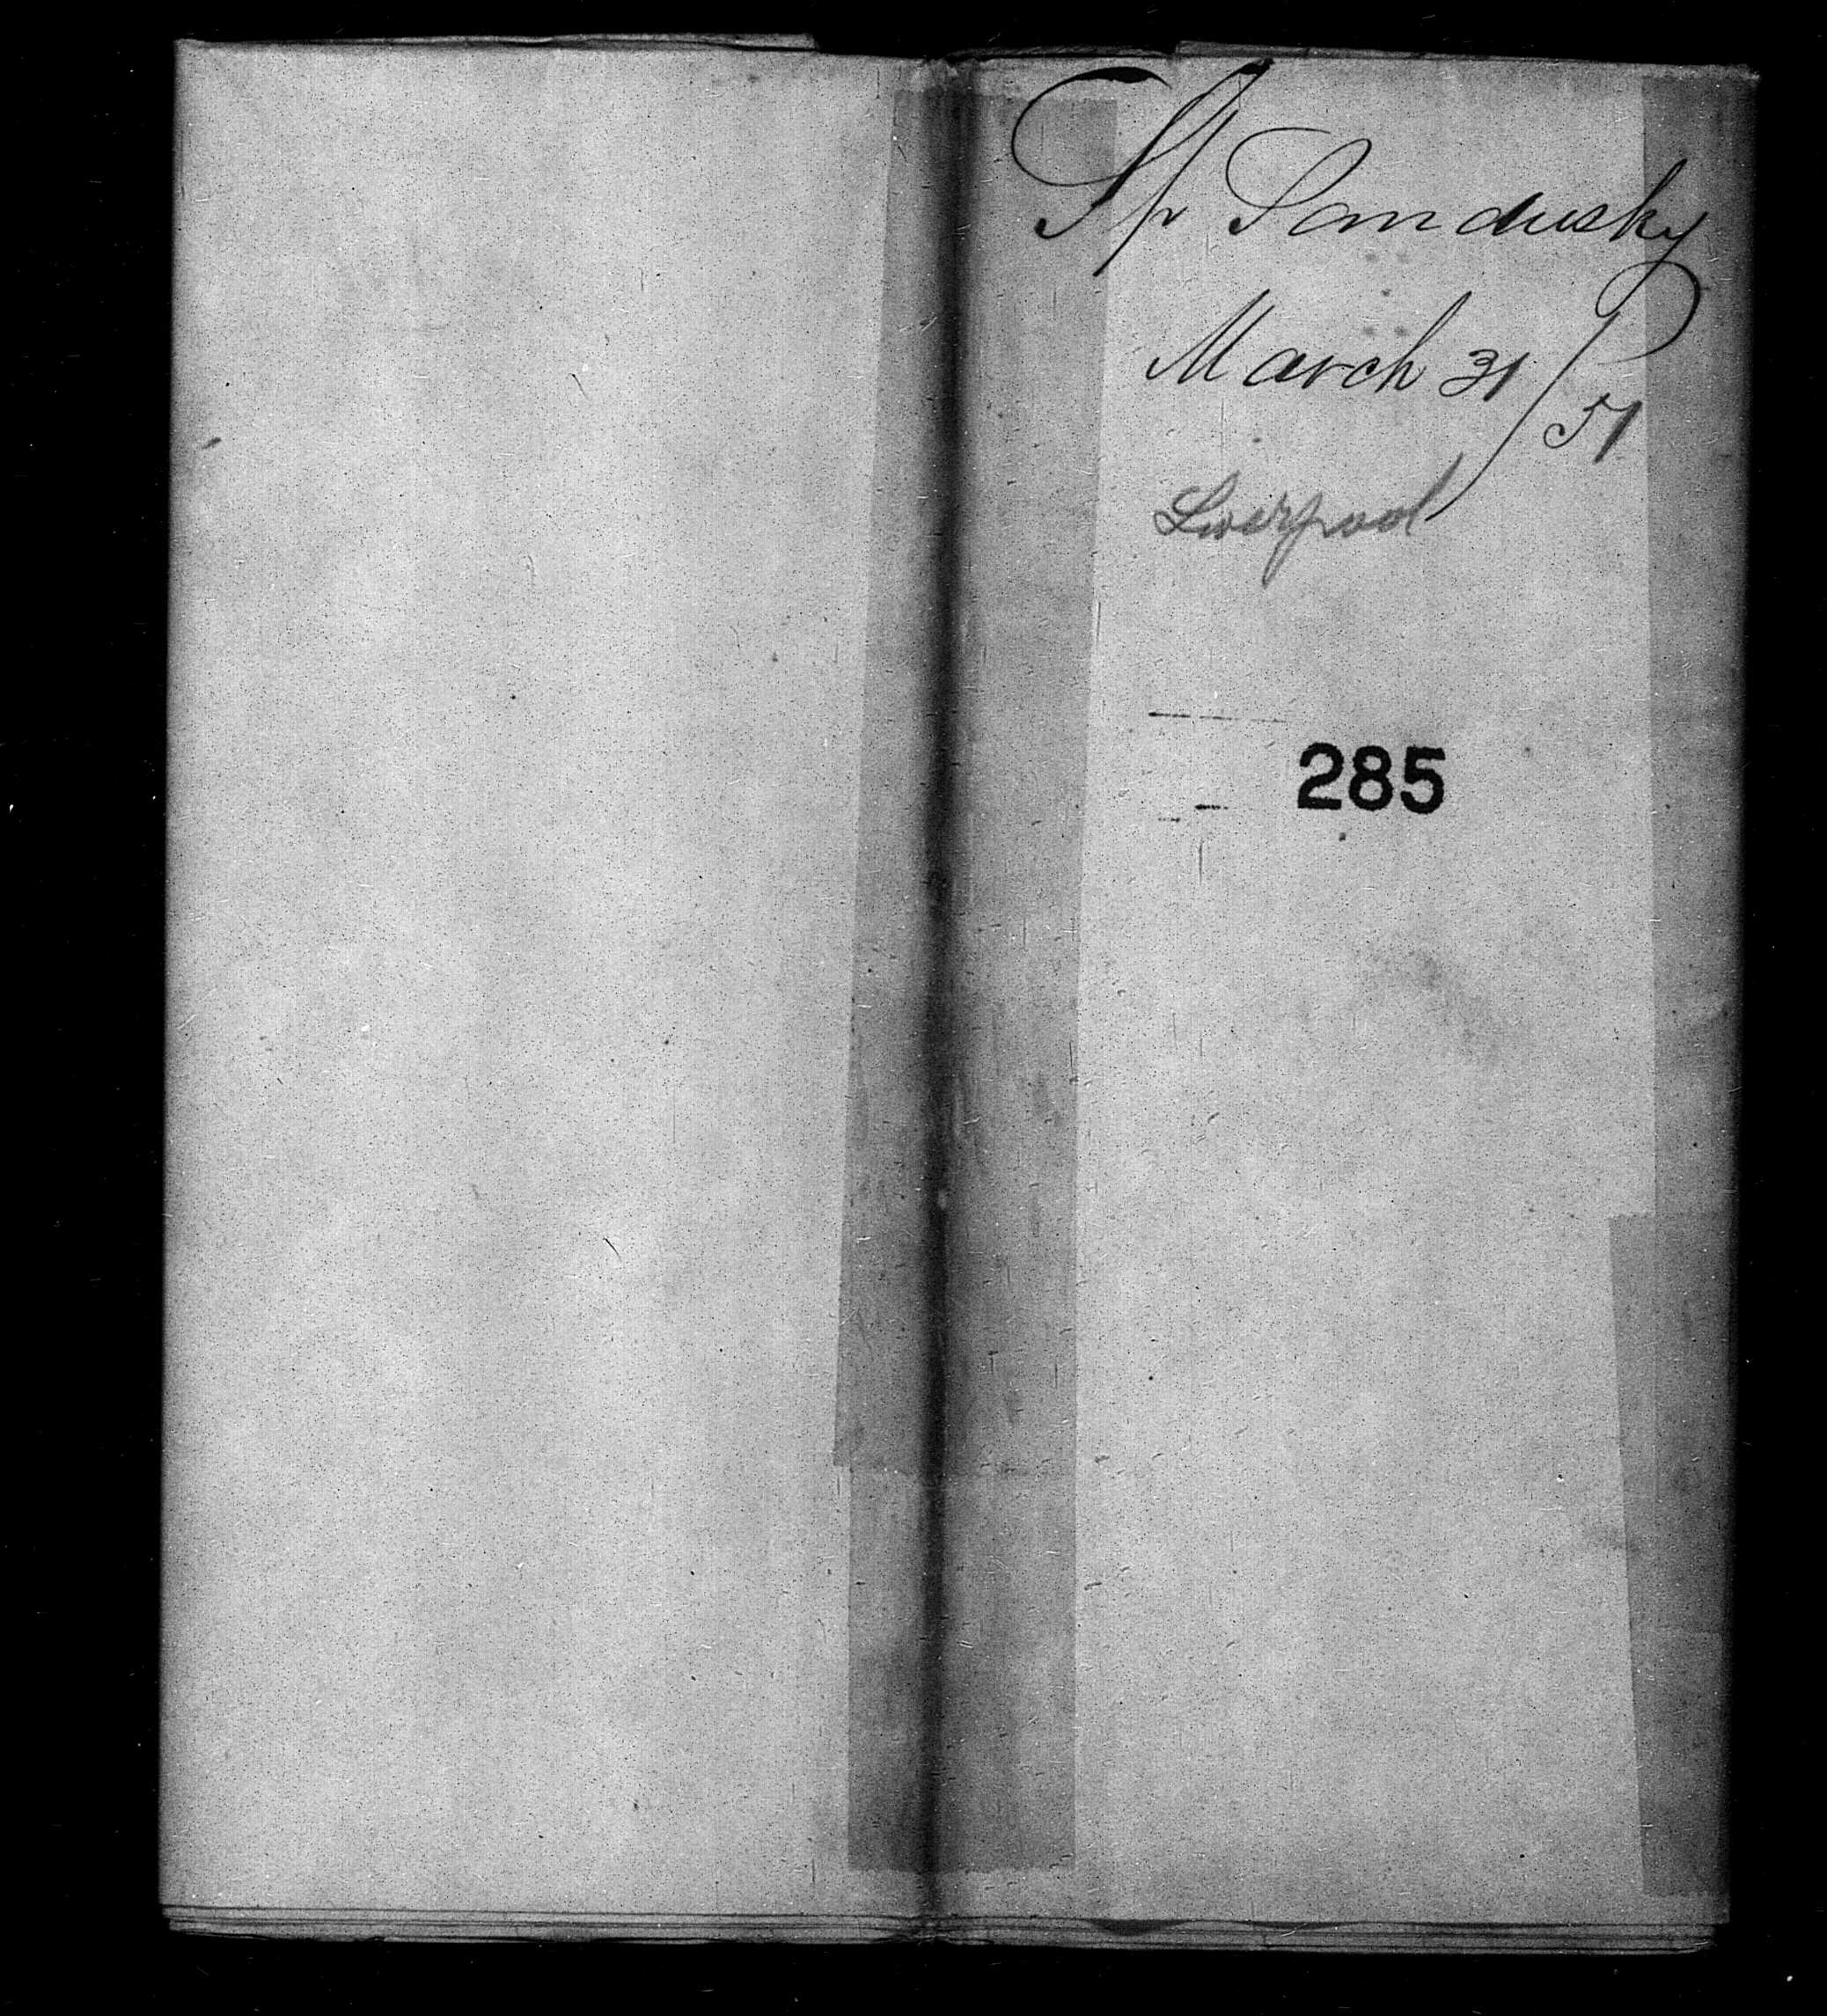 Sp Sandusky
March 31/51
Liverpool
285